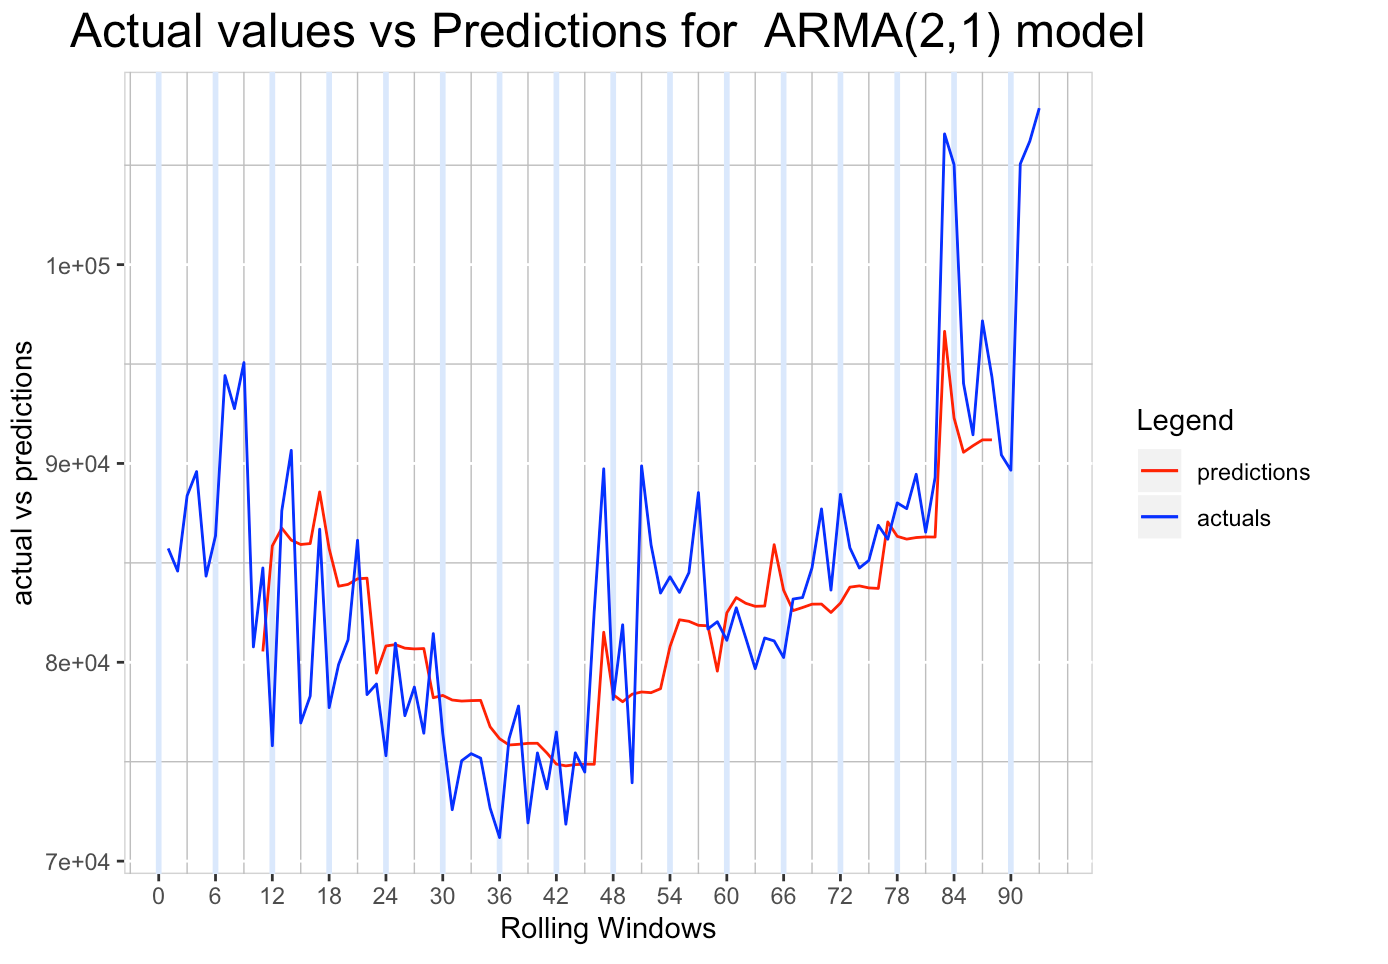 Actual values vs Predictions for  ARMA(2,1) model
actual vs predictions
1e+05
9e+04
8e+04
7e+04
0 6 12 18 24 30 36 42 48 54 60 66 72 78 84 90
Rolling Windows
Legend
predictions
actuals